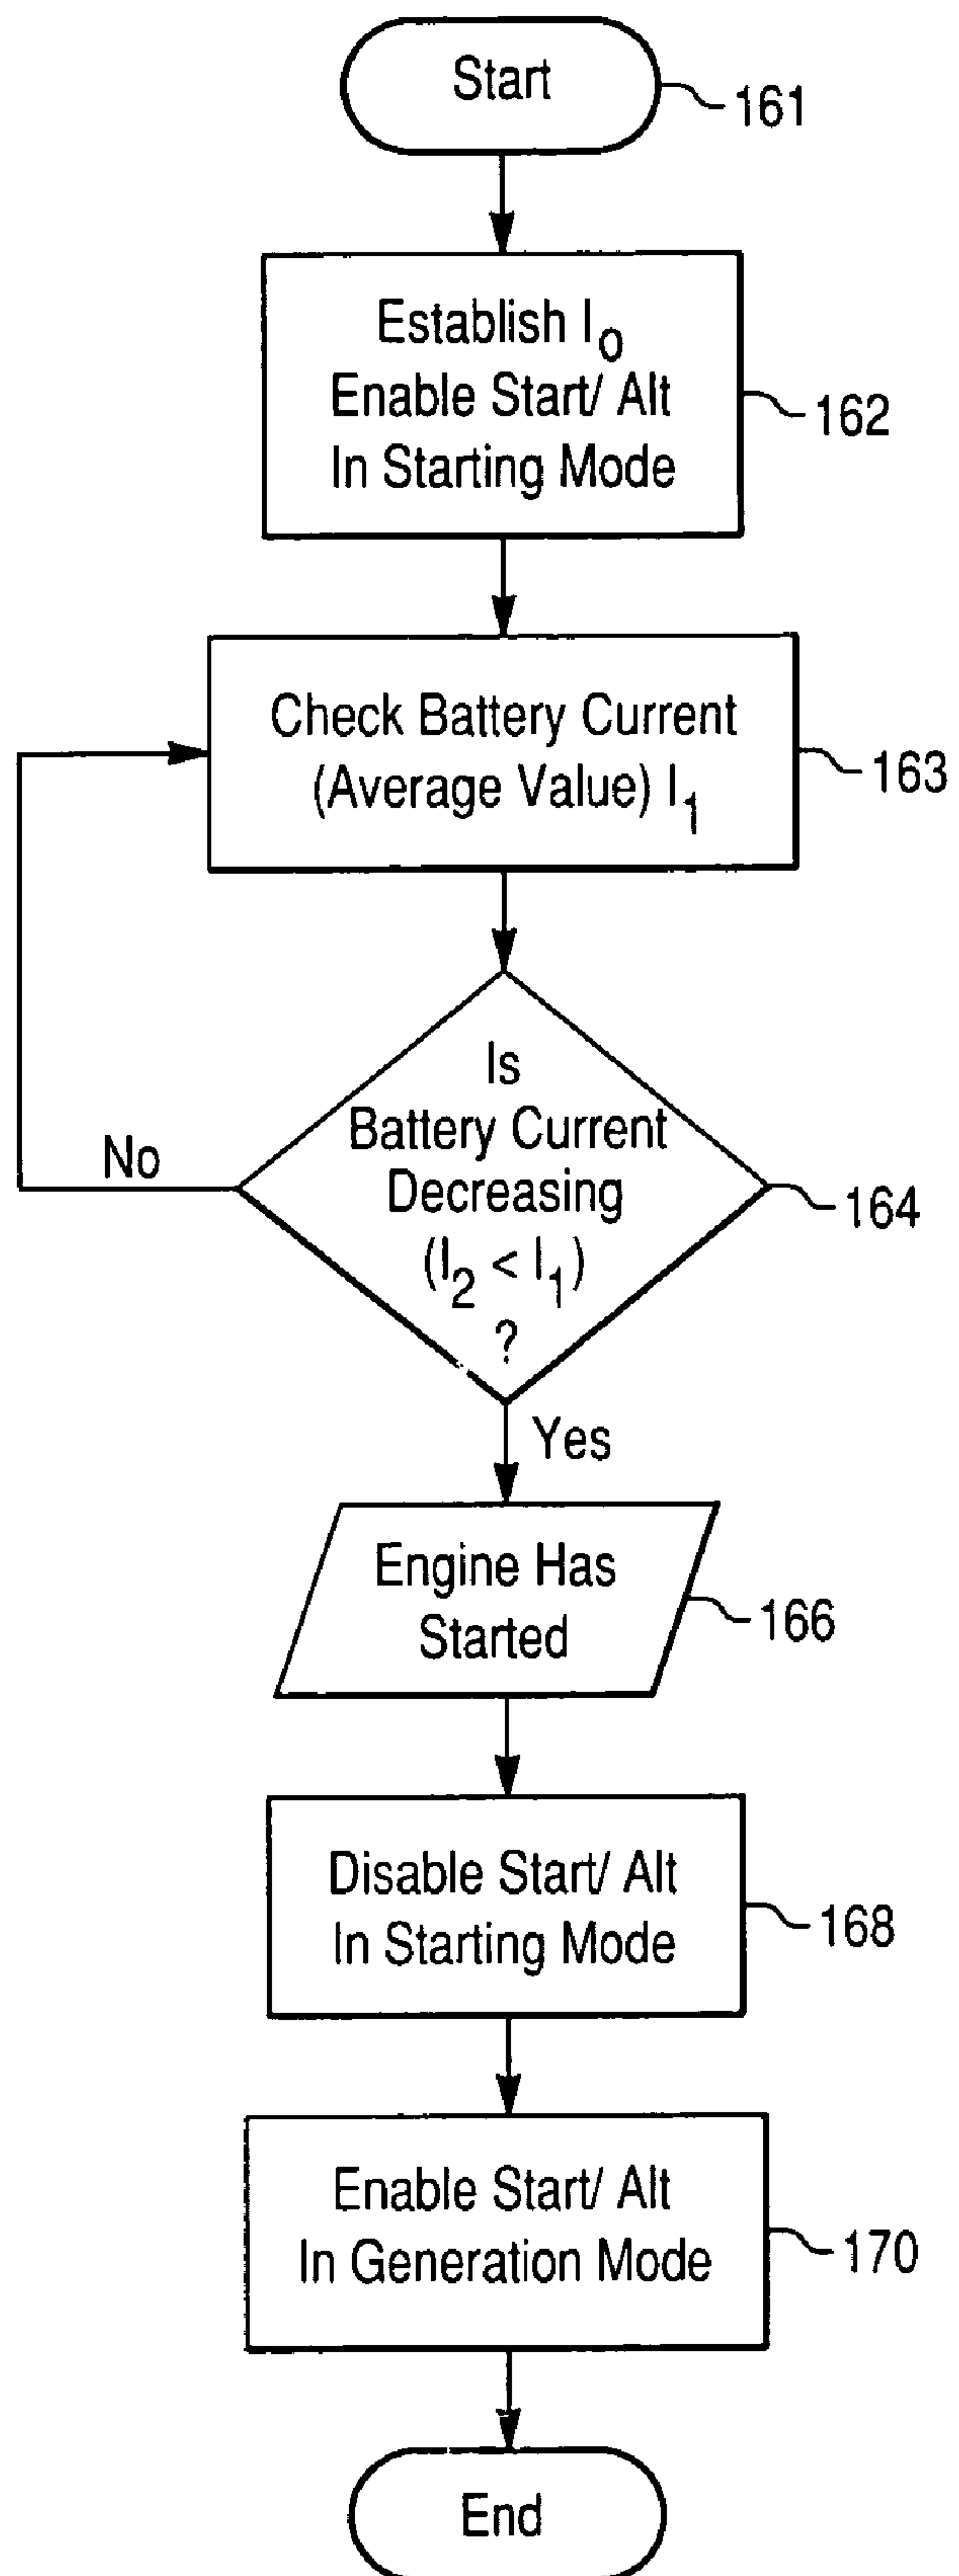 Start
161
Establish I₀
Enable Start/ Alt
In Starting Mode
162
Check Battery Current
(Average Value) I₁
163
Is
Battery Current
Decreasing
(I₂ < I₁)
?
164
No
Yes
Engine Has
Started
166
Disable Start/ Alt
In Starting Mode
168
Enable Start/ Alt
In Generation Mode
170
End